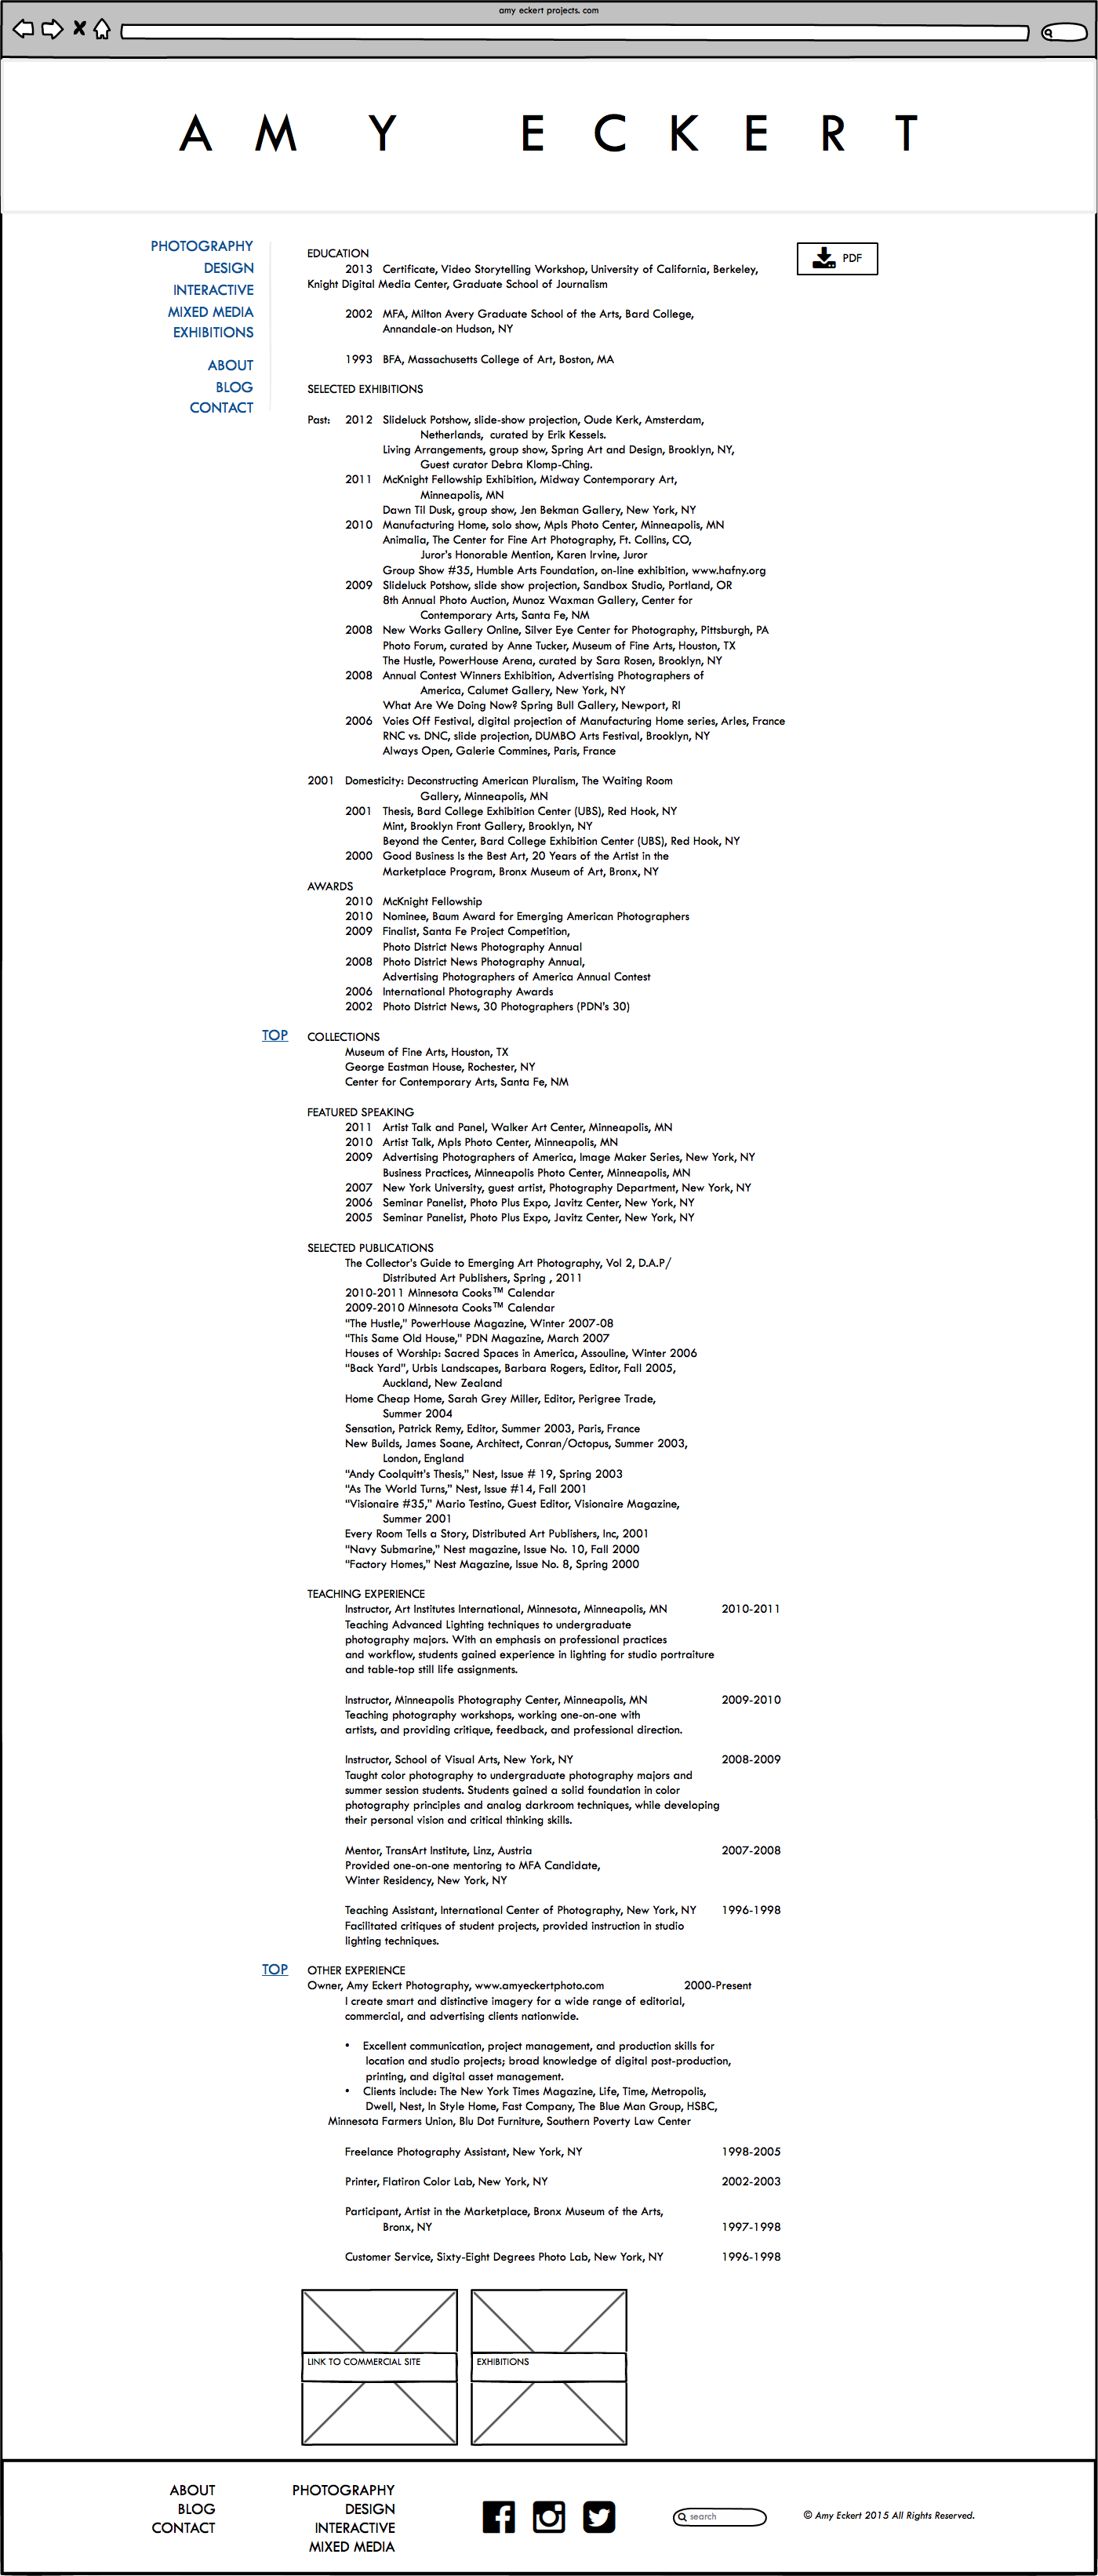 amy eckert projects. com
AMY ECKERT
PHOTOGRAPHY
DESIGN
INTERACTIVE
MIXED MEDIA
EXHIBITIONS
ABOUT
BLOG
CONTACT
PDF
EDUCATION
2013 Certificate, Video Storytelling Workshop, University of California, Berkeley,
Knight Digital Media Center, Graduate School of Journalism
2002 MFA, Milton Avery Graduate School of the Arts, Bard College,
Annandale-on Hudson, NY
1993 BFA, Massachusetts College of Art, Boston, MA
SELECTED EXHIBITIONS
Past: 2012 Slideluck Potshow, slide-show projection, Oude Kerk, Amsterdam,
Netherlands, curated by Erik Kessels.
Living Arrangements, group show, Spring Art and Design, Brooklyn, NY,
Guest curator Debra Klomp-Ching.
2011 McKnight Fellowship Exhibition, Midway Contemporary Art,
Minneapolis, MN
Dawn Til Dusk, group show, Jen Bekman Gallery, New York, NY
2010 Manufacturing Home, solo show, Mpls Photo Center, Minneapolis, MN
Animalia, The Center for Fine Art Photography, Ft. Collins, CO,
Juror's Honorable Mention, Karen Irvine, Juror
Group Show #35, Humble Arts Foundation, on-line exhibition, www.hafny.org
2009 Slideluck Potshow, slide show projection, Sandbox Studio, Portland, OR
8th Annual Photo Auction, Munoz Waxman Gallery, Center for
Contemporary Arts, Santa Fe, NM
2008 New Works Gallery Online, Silver Eye Center for Photography, Pittsburgh, PA
Photo Forum, curated by Anne Tucker, Museum of Fine Arts, Houston, TX
The Hustle, PowerHouse Arena, curated by Sara Rosen, Brooklyn, NY
2008 Annual Contest Winners Exhibition, Advertising Photographers of
America, Calumet Gallery, New York, NY
What Are We Doing Now? Spring Bull Gallery, Newport, RI
2006 Voies Off Festival, digital projection of Manufacturing Home series, Arles, France
RNC vs. DNC, slide projection, DUMBO Arts Festival, Brooklyn, NY
Always Open, Galerie Commines, Paris, France
2001 Domesticity: Deconstructing American Pluralism, The Waiting Room
Gallery, Minneapolis, MN
2001 Thesis, Bard College Exhibition Center (UBS), Red Hook, NY
Mint, Brooklyn Front Gallery, Brooklyn, NY
Beyond the Center, Bard College Exhibition Center (UBS), Red Hook, NY
2000 Good Business Is the Best Art, 20 Years of the Artist in the
Marketplace Program, Bronx Museum of Art, Bronx, NY
AWARDS
2010 McKnight Fellowship
2010 Nominee, Baum Award for Emerging American Photographers
2009 Finalist, Santa Fe Project Competition,
Photo District News Photography Annual
2008 Photo District News Photography Annual,
Advertising Photographers of America Annual Contest
2006 International Photography Awards
2002 Photo District News, 30 Photographers (PDN's 30)
TOP
COLLECTIONS
Museum of Fine Arts, Houston, TX
George Eastman House, Rochester, NY
Center for Contemporary Arts, Santa Fe, NM
FEATURED SPEAKING
2011 Artist Talk and Panel, Walker Art Center, Minneapolis, MN
2010 Artist Talk, Mpls Photo Center, Minneapolis, MN
2009 Advertising Photographers of America, Image Maker Series, New York, NY
Business Practices, Minneapolis Photo Center, Minneapolis, MN
2007 New York University, guest artist, Photography Department, New York, NY
2006 Seminar Panelist, Photo Plus Expo, Javitz Center, New York, NY
2005 Seminar Panelist, Photo Plus Expo, Javitz Center, New York, NY
SELECTED PUBLICATIONS
The Collector's Guide to Emerging Art Photography, Vol 2, D.A.P/
Distributed Art Publishers, Spring , 2011
2010-2011 Minnesota Cooks™ Calendar
2009-2010 Minnesota Cooks™ Calendar
"The Hustle," PowerHouse Magazine, Winter 2007-08
"This Same Old House," PDN Magazine, March 2007
Houses of Worship: Sacred Spaces in America, Assouline, Winter 2006
"Back Yard", Urbis Landscapes, Barbara Rogers, Editor, Fall 2005,
Auckland, New Zealand
Home Cheap Home, Sarah Grey Miller, Editor, Perigree Trade,
Summer 2004
Sensation, Patrick Remy, Editor, Summer 2003, Paris, France
New Builds, James Soane, Architect, Conran/Octopus, Summer 2003,
London, England
"Andy Coolquitt's Thesis," Nest, Issue # 19, Spring 2003
"As The World Turns," Nest, Issue #14, Fall 2001
"Visionaire #35," Mario Testino, Guest Editor, Visionaire Magazine,
Summer 2001
Every Room Tells a Story, Distributed Art Publishers, Inc, 2001
"Navy Submarine," Nest magazine, Issue No. 10, Fall 2000
"Factory Homes," Nest Magazine, Issue No. 8, Spring 2000
TEACHING EXPERIENCE
Instructor, Art Institutes International, Minnesota, Minneapolis, MN 2010-2011
Teaching Advanced Lighting techniques to undergraduate
photography majors. With an emphasis on professional practices
and workflow, students gained experience in lighting for studio portraiture
and table-top still life assignments.
Instructor, Minneapolis Photography Center, Minneapolis, MN 2009-2010
Teaching photography workshops, working one-on-one with
artists, and providing critique, feedback, and professional direction.
Instructor, School of Visual Arts, New York, NY 2008-2009
Taught color photography to undergraduate photography majors and
summer session students. Students gained a solid foundation in color
photography principles and analog darkroom techniques, while developing
their personal vision and critical thinking skills.
Mentor, TransArt Institute, Linz, Austria 2007-2008
Provided one-on-one mentoring to MFA Candidate,
Winter Residency, New York, NY
Teaching Assistant, International Center of Photography, New York, NY 1996-1998
Facilitated critiques of student projects, provided instruction in studio
lighting techniques.
TOP
OTHER EXPERIENCE
Owner, Amy Eckert Photography, www.amyeckertphoto.com 2000-Present
I create smart and distinctive imagery for a wide range of editorial,
commercial, and advertising clients nationwide.
• Excellent communication, project management, and production skills for
location and studio projects; broad knowledge of digital post-production,
printing, and digital asset management.
• Clients include: The New York Times Magazine, Life, Time, Metropolis,
Dwell, Nest, In Style Home, Fast Company, The Blue Man Group, HSBC,
Minnesota Farmers Union, Blu Dot Furniture, Southern Poverty Law Center
Freelance Photography Assistant, New York, NY 1998-2005
Printer, Flatiron Color Lab, New York, NY 2002-2003
Participant, Artist in the Marketplace, Bronx Museum of the Arts,
Bronx, NY 1997-1998
Customer Service, Sixty-Eight Degrees Photo Lab, New York, NY 1996-1998
LINK TO COMMERCIAL SITE
EXHIBITIONS
ABOUT
BLOG
CONTACT
PHOTOGRAPHY
DESIGN
INTERACTIVE
MIXED MEDIA
search
© Amy Eckert 2015 All Rights Reserved.